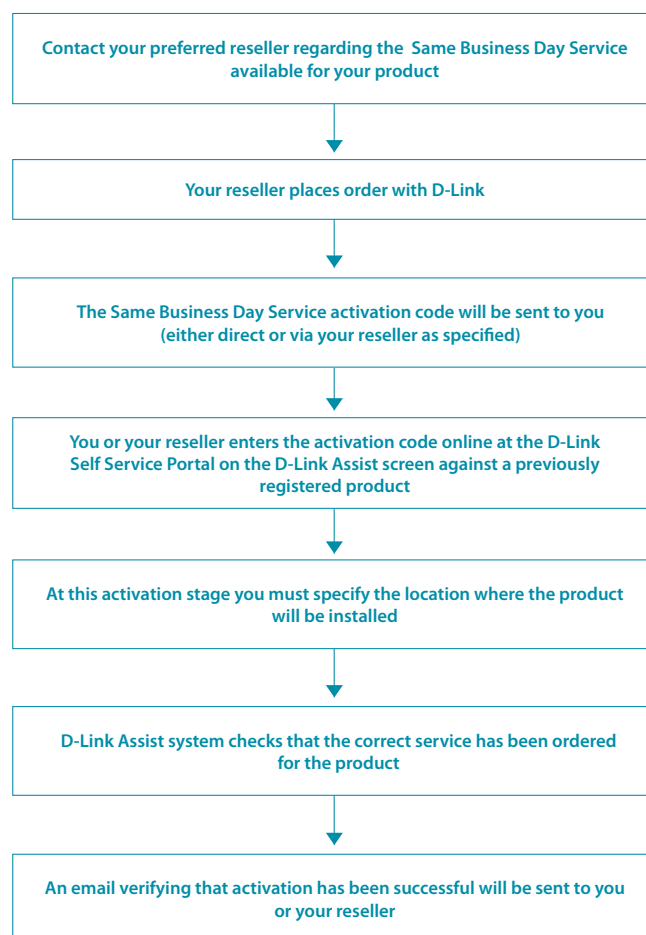 Contact your preferred reseller regarding the Same Business Day Service
available for your product
Your reseller places order with D-Link
The Same Business Day Service activation code will be sent to you
(either direct or via your reseller as specified)
You or your reseller enters the activation code online at the D-Link
Self Service Portal on the D-Link Assist screen against a previously
registered product
At this activation stage you must specify the location where the product
will be installed
D-Link Assist system checks that the correct service has been ordered
for the product
An email verifying that activation has been successful will be sent to you
or your reseller